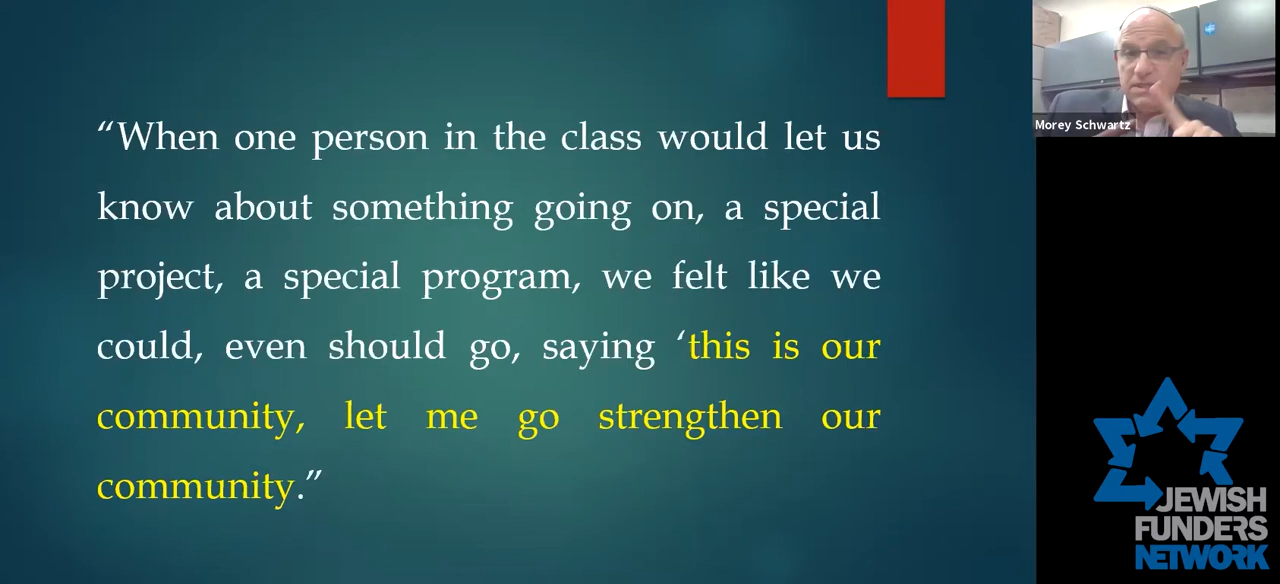 “When one person in the class would let us
know about something going on, a special
project, a special program, we felt like we
could, even should go, saying ‘this is our
community, let me go strengthen our
community.”
Morey Schwartz
JEWISH
FUNDERS
NETWORK